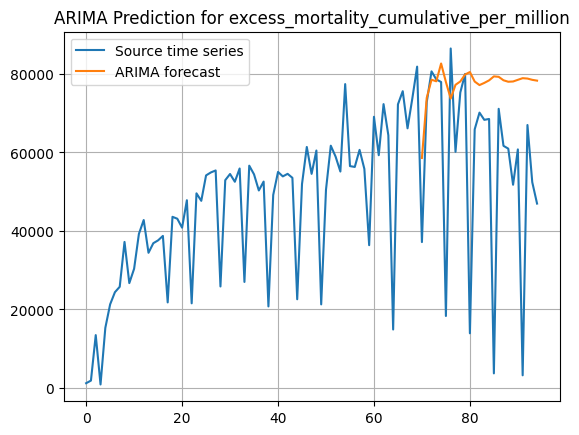 ARIMA Prediction for excess_mortality_cumulative_per_million
Source time series
ARIMA forecast
80000
60000
40000
20000
0
0 20 40 60 80